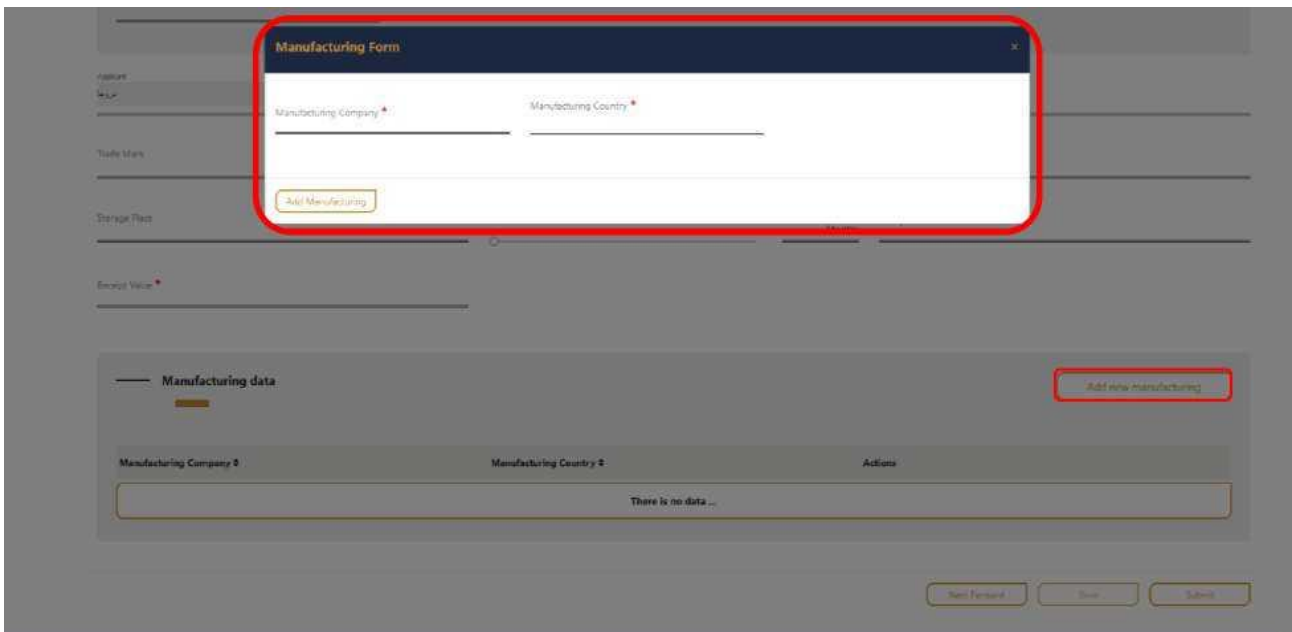 Manufacturing Form ×
Manufacturing Company *
Manufacturing Country *
Add Manufacturing
Trade Mark
Storage Place
Receipt Value *
Manufacturing data
Add new manufacturing
Manufacturing Company
Manufacturing Country
Actions
There is no data ...
Save
Submit